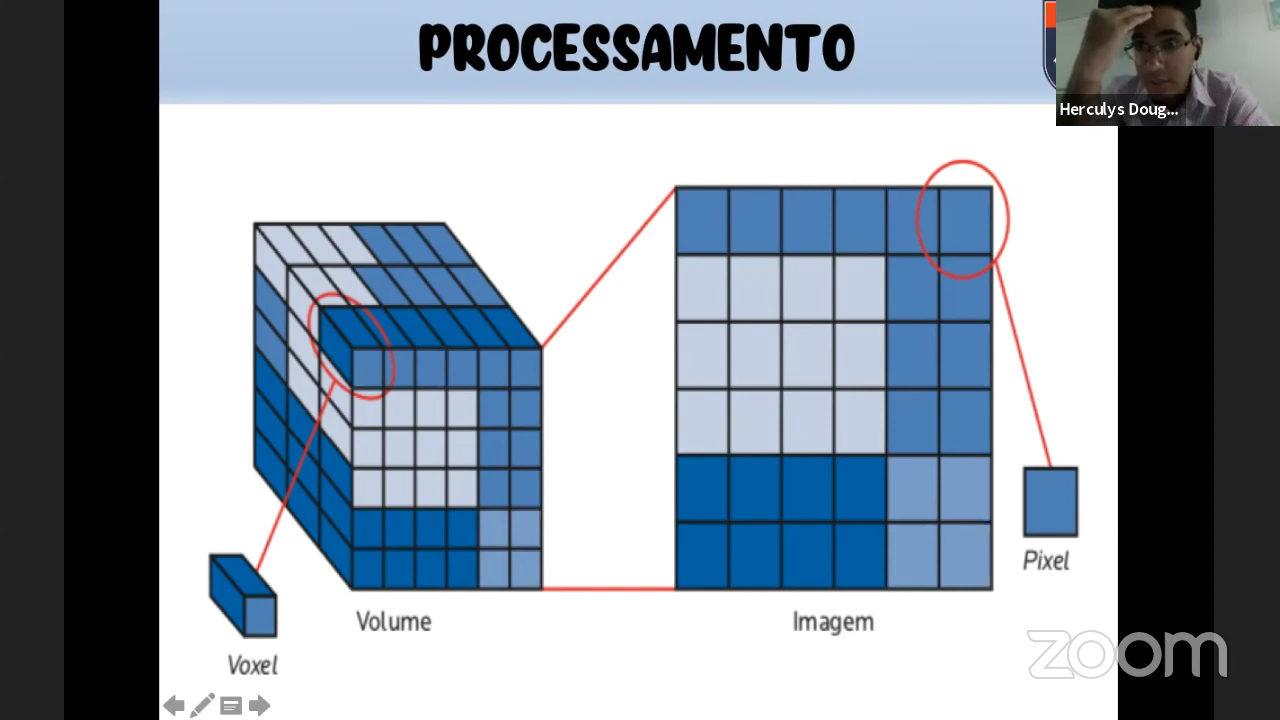 PROCESSAMENTO
Herculys Doug...
Pixel
Volume
Imagem
Voxel
zoom